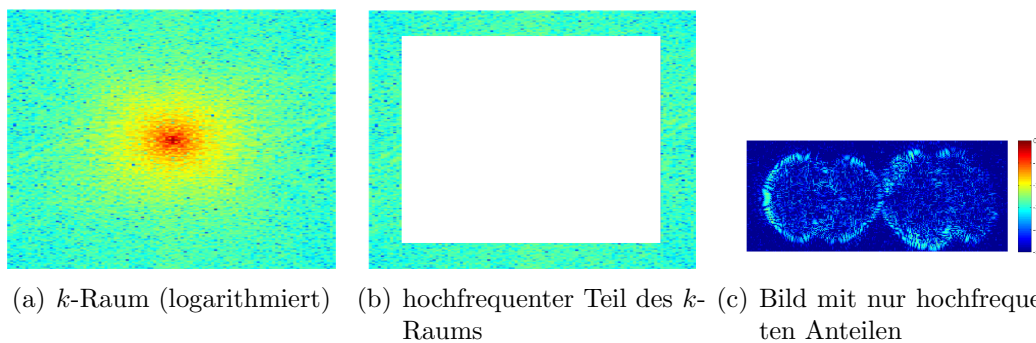 (a) k-Raum (logarithmiert)
(b) hochfrequenter Teil des k-
Raums
(c) Bild mit nur hochfreque
ten Anteilen